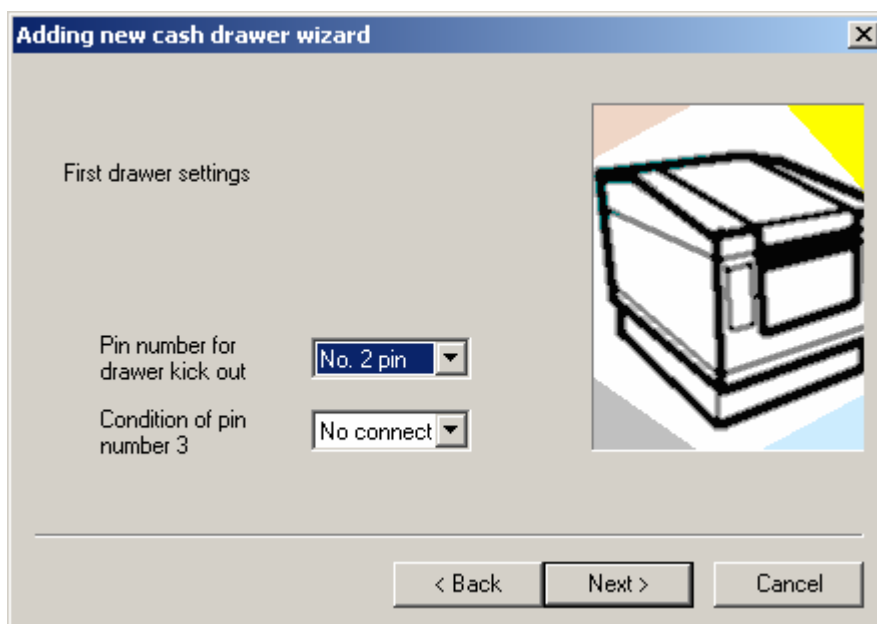 Adding new cash drawer wizard
First drawer settings
Pin number for
drawer kick out
No. 2 pin
Condition of pin
number 3
No connect
< Back
Next >
Cancel